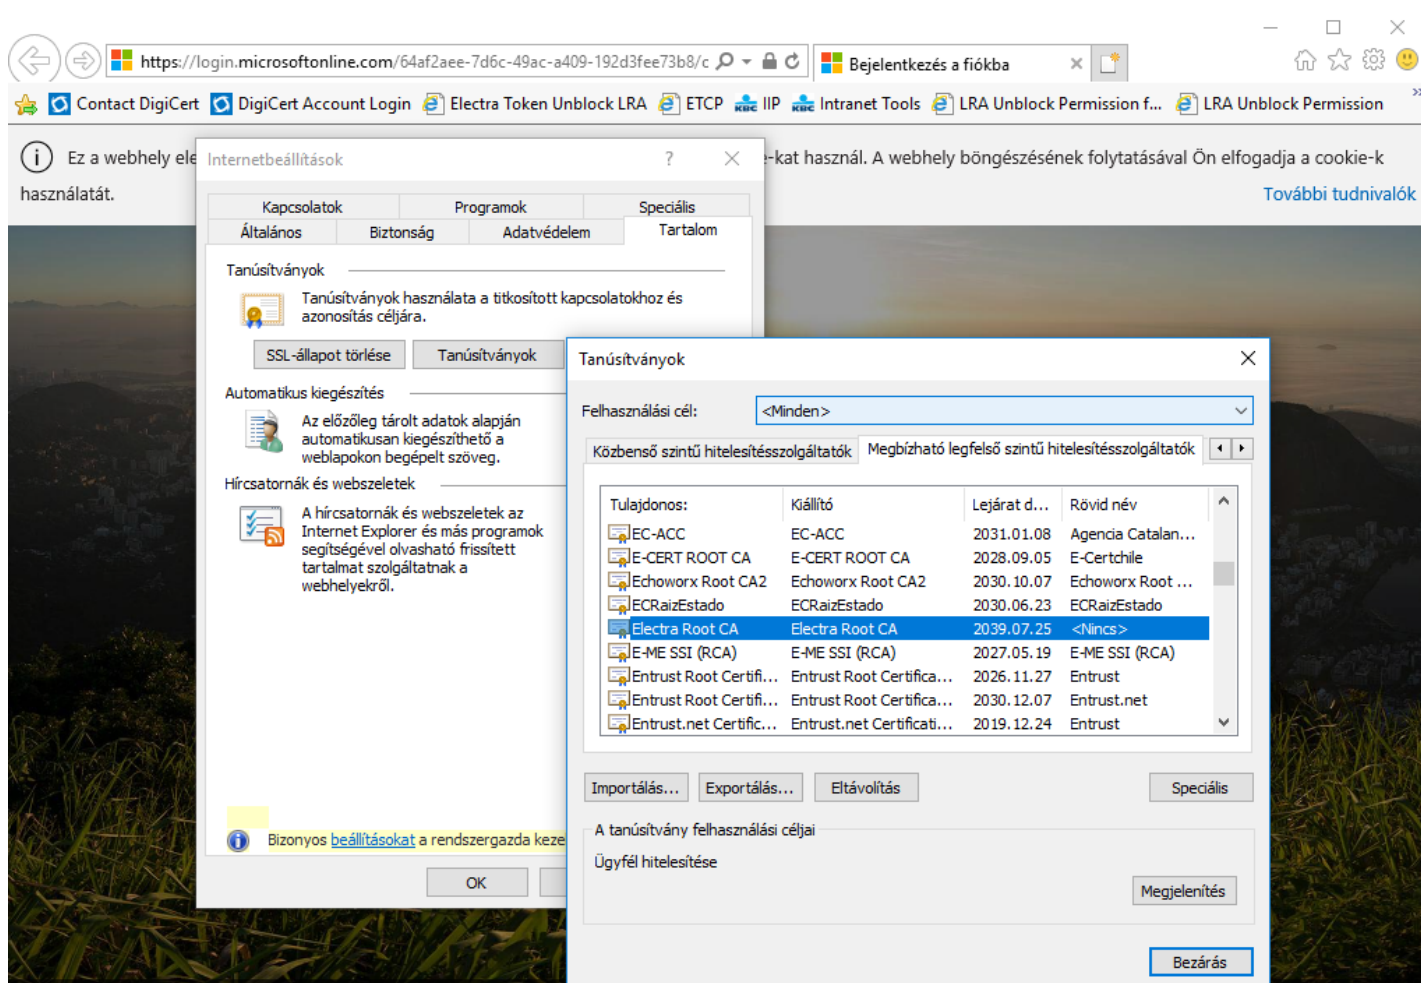 https://login.microsoftonline.com/64af2aee-7d6c-49ac-a409-192d3fee73b8/c
Bejelentkezés a fiókba
Contact DigiCert
DigiCert Account Login
Electra Token Unblock LRA
ETCP
KBC
IIP
KBC
Intranet Tools
LRA Unblock Permission f...
LRA Unblock Permission
Ez a webhely ele
-kat használ. A webhely böngészésének folytatásával Ön elfogadja a cookie-k
használatát.
További tudnivalók
Internetbeállítások
Kapcsolatok
Programok
Speciális
Általános
Biztonság
Adatvédelem
Tartalom
Tanúsítványok
Tanúsítványok használata a titkosított kapcsolatokhoz és
azonosítás céljára.
SSL-állapot törlése
Tanúsítványok
Automatikus kiegészítés
Az előzőleg tárolt adatok alapján
automatikusan kiegészíthető a
weblapokon begépelt szöveg.
Hírcsatornák és webszeletek
A hírcsatornák és webszeletek az
Internet Explorer és más programok
segítségével olvasható frissített
tartalmat szolgáltatnak a
webhelyekről.
Bizonyos beállításokat a rendszergazda keze
OK
Tanúsítványok
Felhasználási cél:
<Minden>
Közbenső szintű hitelesítésszolgáltatók
Megbízható legfelső szintű hitelesítésszolgáltatók
Tulajdonos: Kiállító Lejárat d... Rövid név
EC-ACC EC-ACC 2031.01.08 Agencia Catalan...
E-CERT ROOT CA E-CERT ROOT CA 2028.09.05 E-Certchile
Echoworx Root CA2 Echoworx Root CA2 2030.10.07 Echoworx Root ...
ECRaizEstado ECRaizEstado 2030.06.23 ECRaizEstado
Electra Root CA Electra Root CA 2039.07.25 <Nincs>
E-ME SSI (RCA) E-ME SSI (RCA) 2027.05.19 E-ME SSI (RCA)
Entrust Root Certifi... Entrust Root Certifica... 2026.11.27 Entrust
Entrust Root Certifi... Entrust Root Certifica... 2030.12.07 Entrust.net
Entrust.net Certific... Entrust.net Certificati... 2019.12.24 Entrust
Importálás...
Exportálás...
Eltávolítás
Speciális
A tanúsítvány felhasználási céljai
Ügyfél hitelesítése
Megjelenítés
Bezárás